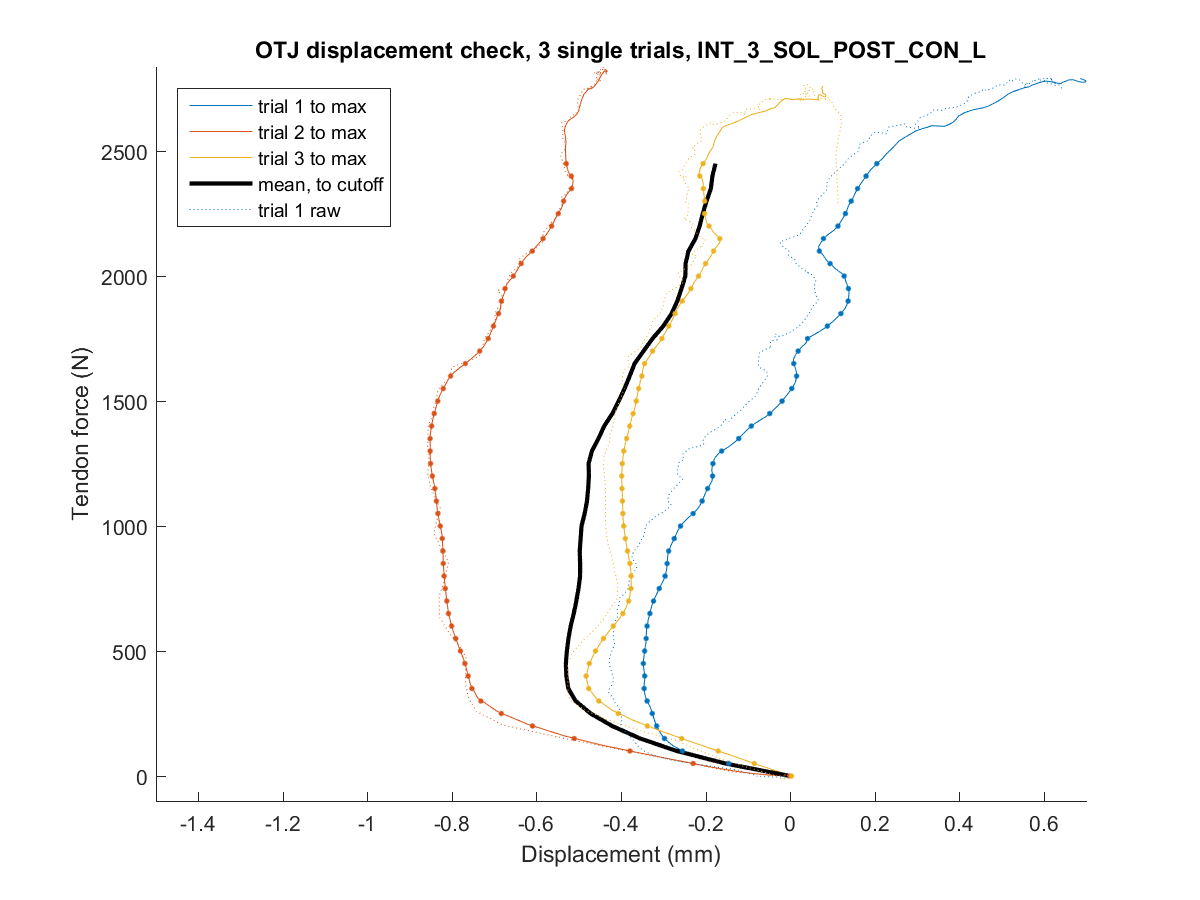 OTJ displacement check, 3 single trials, INT_3_SOL_POST_CON_L
trial 1 to max
trial 2 to max
trial 3 to max
mean, to cutoff
trial 1 raw
Tendon force (N)
2500
2000
1500
1000
500
0
-1.4 -1.2 -1 -0.8 -0.6 -0.4 -0.2 0 0.2 0.4 0.6
Displacement (mm)